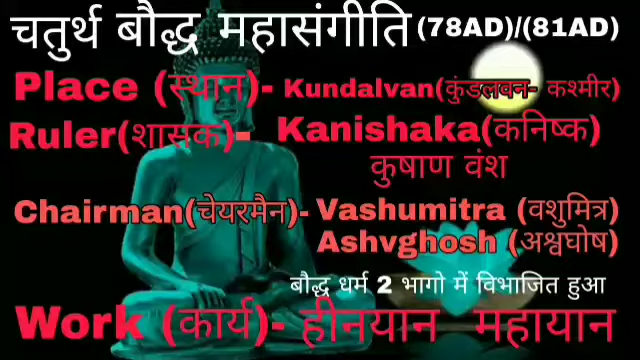 चतुर्थ बौद्ध महासंगीति (78AD)/(81AD)
Place (स्थान)- Kundalvan(कुंडलवन- कश्मीर)
Ruler(शासक)- Kanishaka(कनिष्क)
कुषाण वंश
Chairman(चेयरमैन)- Vashumitra (वशुमित्र)
Ashvghosh (अश्वघोष)
बौद्ध धर्म 2 भागो में विभाजित हुआ
Work (कार्य)- हीनयान महायान